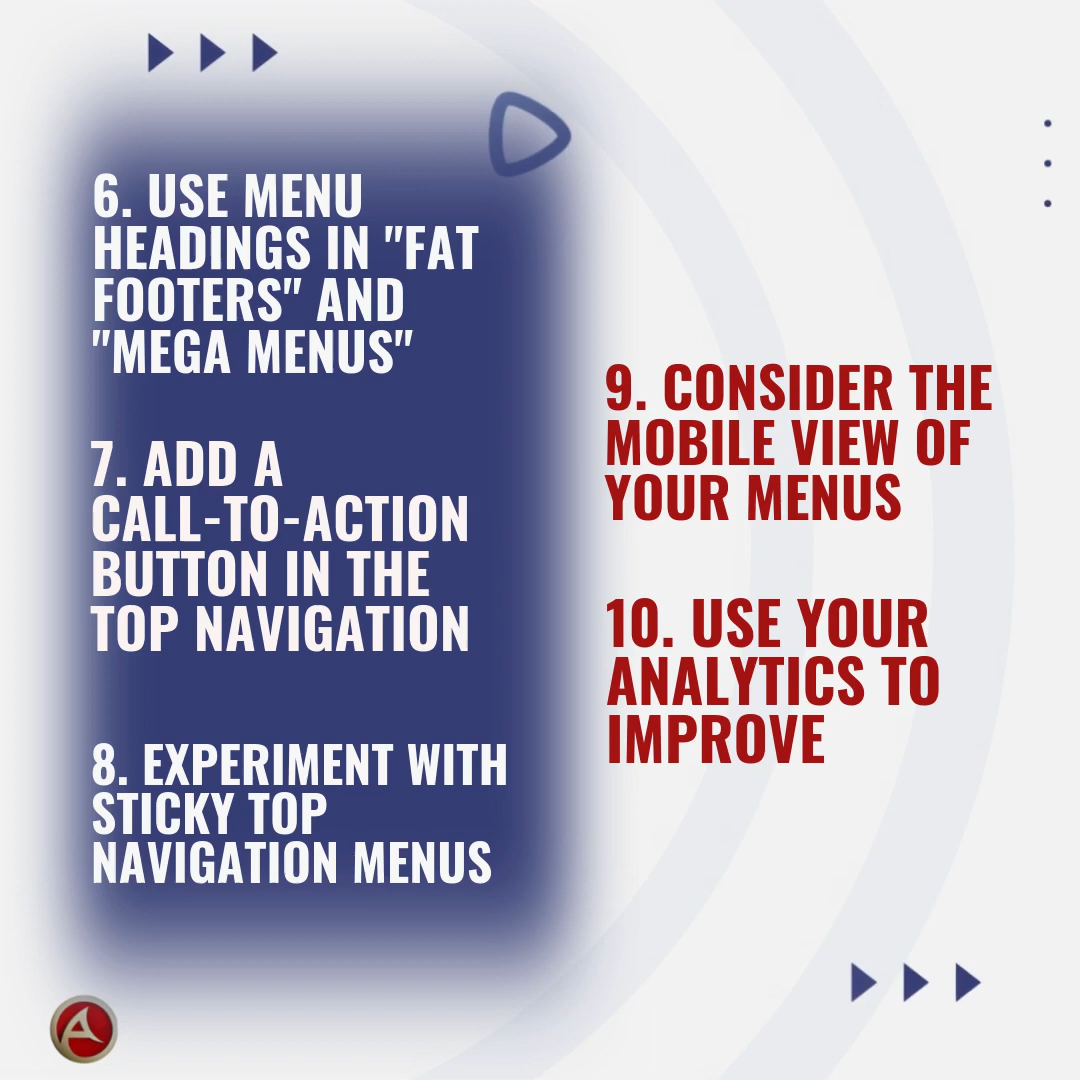 6. USE MENU
HEADINGS IN "FAT
FOOTERS" AND
"MEGA MENUS"
7. ADD A
CALL-TO-ACTION
BUTTON IN THE
TOP NAVIGATION
8. EXPERIMENT WITH
STICKY TOP
NAVIGATION MENUS
9. CONSIDER THE
MOBILE VIEW OF
YOUR MENUS
10. USE YOUR
ANALYTICS TO
IMPROVE